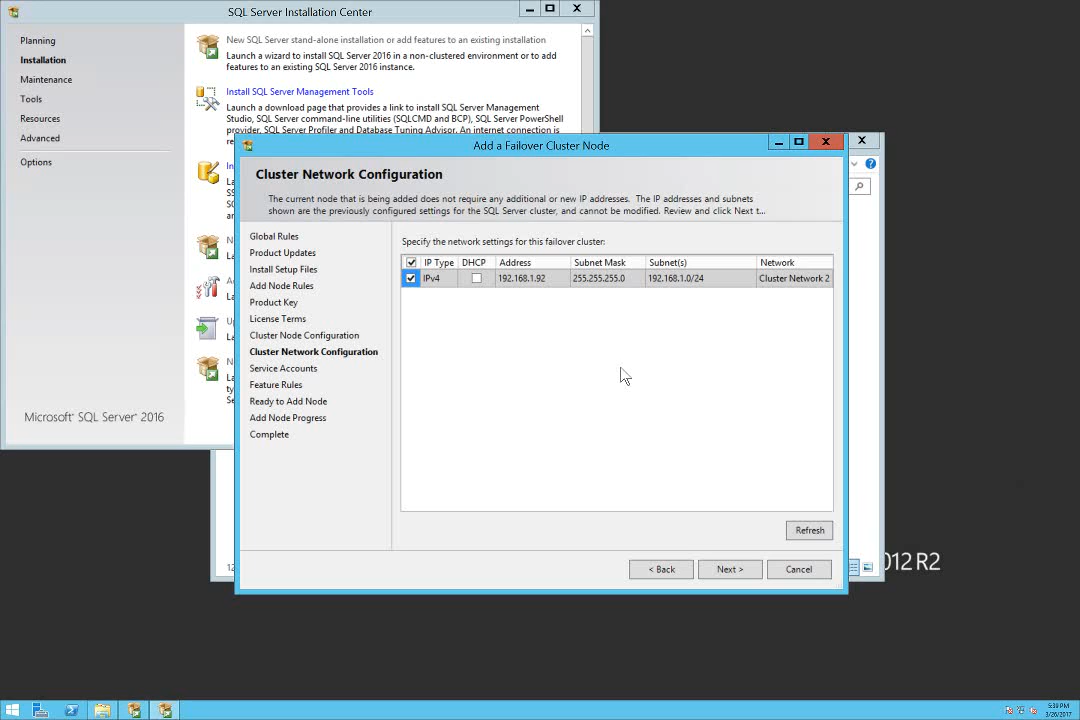 SQL Server Installation Center
Planning
Installation
Maintenance
Tools
Resources
Advanced
Options
Microsoft® SQL Server® 2016
New SQL Server stand-alone installation or add features to an existing installation
Launch a wizard to install SQL Server 2016 in a non-clustered environment or to add
features to an existing SQL Server 2016 instance.
Install SQL Server Management Tools
Launch a download page that provides a link to install SQL Server Management
Studio, SQL Server command-line utilities (SQLCMD and BCP), SQL Server PowerShell
provider, SQL Server Profiler and Database Tuning Advisor. An internet connection is
Add a Failover Cluster Node
Cluster Network Configuration
The current node that is being added does not require any additional or new IP addresses. The IP addresses and subnets
shown are the previously configured settings for the SQL Server cluster, and cannot be modified. Review and click Next t...
Global Rules
Product Updates
Install Setup Files
Add Node Rules
Product Key
License Terms
Cluster Node Configuration
Cluster Network Configuration
Service Accounts
Feature Rules
Ready to Add Node
Add Node Progress
Complete
Specify the network settings for this failover cluster:
IP Type DHCP Address Subnet Mask Subnet(s) Network
IPv4 192.168.1.92 255.255.255.0 192.168.1.0/24 Cluster Network 2
Refresh
< Back Next > Cancel
012 R2
5:39 PM
3/26/2017